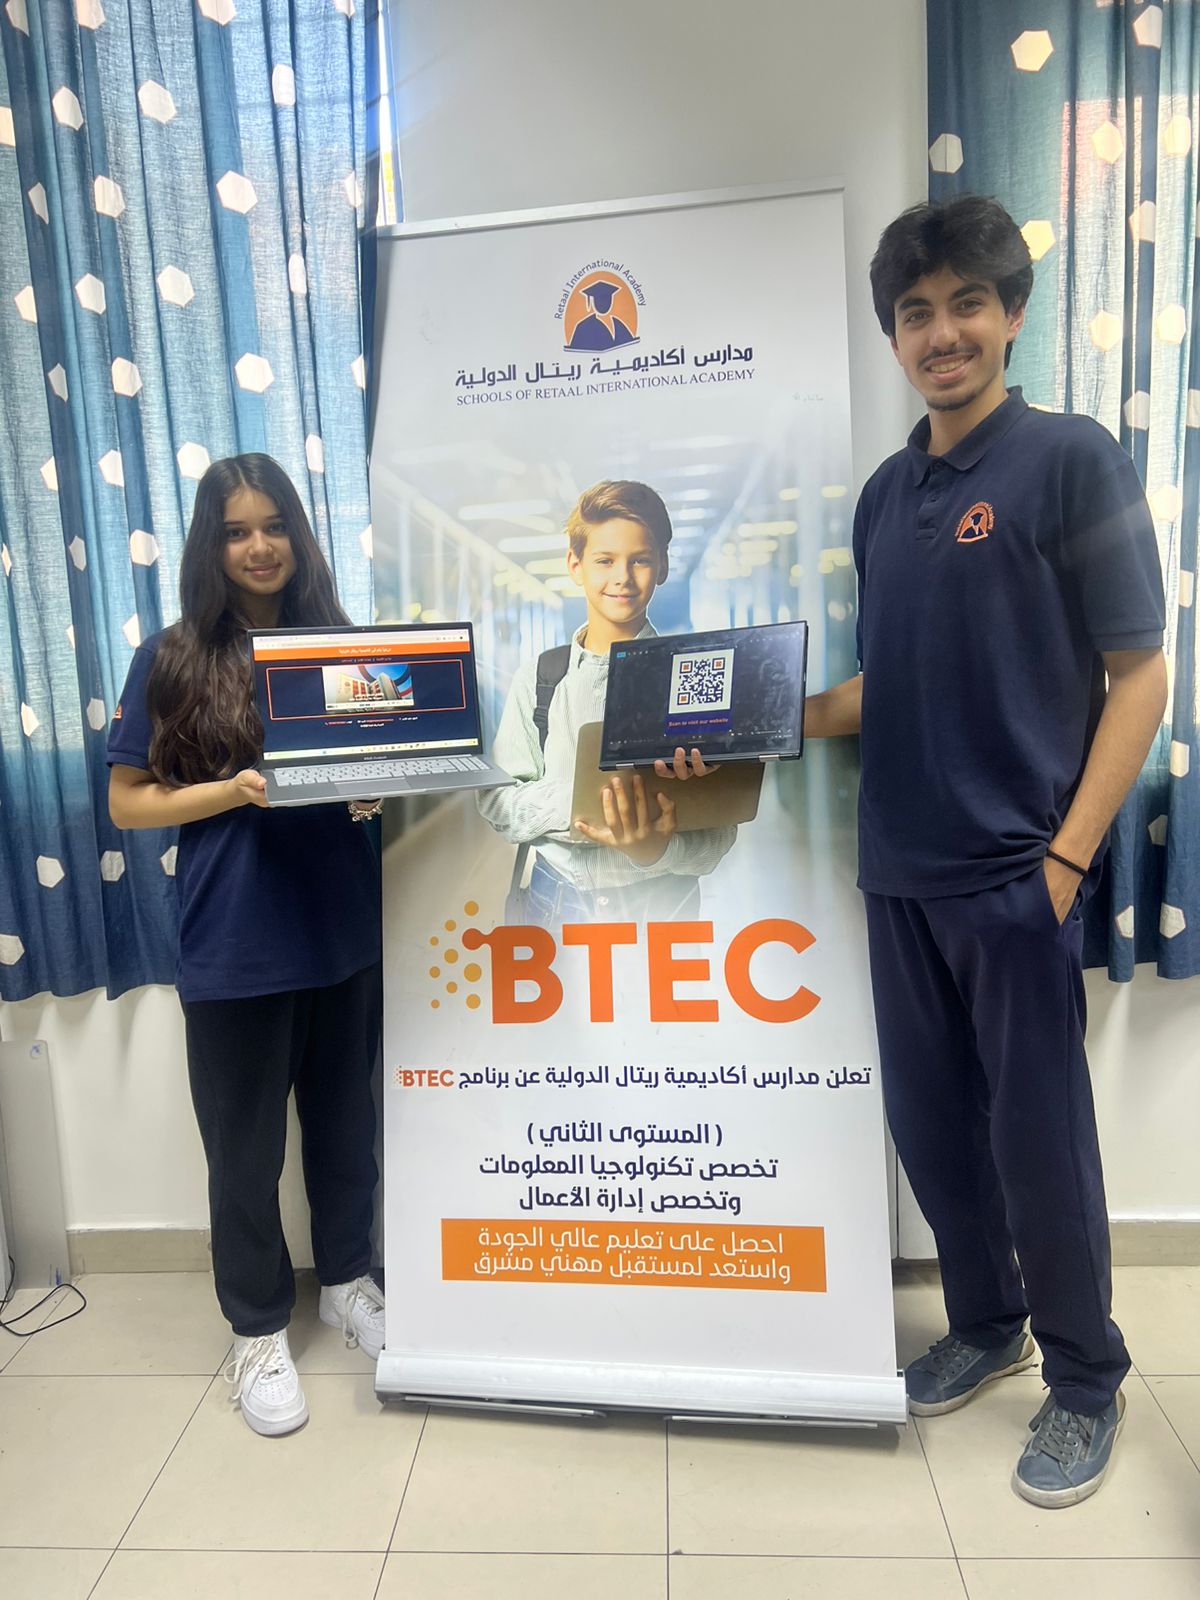 Retaal International Academy
مدارس أكاديمية ريتال الدولية
SCHOOLS OF RETAAL INTERNATIONAL ACADEMY
Scan to visit our website
BTEC
تعلن مدارس أكاديمية ريتال الدولية عن برنامج BTEC
( المستوى الثاني )
تخصص تكنولوجيا المعلومات
وتخصص إدارة الأعمال
احصل على تعليم عالي الجودة
واستعد لمستقبل مهني مشرق